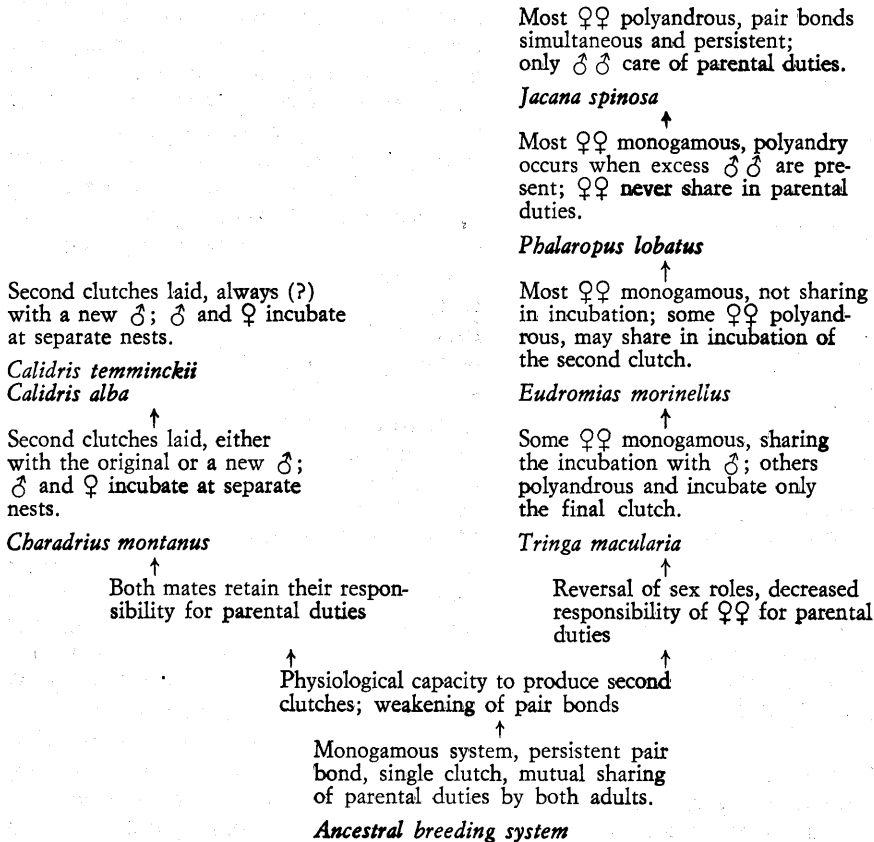 Most ♀♀ polyandrous, pair bonds
simultaneous and persistent;
only ♂♂ care of parental duties.
Jacana spinosa
↑
Most ♀♀ monogamous, polyandry
occurs when excess ♂♂ are pre-
sent; ♀♀ never share in parental
duties.
Phalaropus lobatus
↑
Most ♀♀ monogamous, not sharing
in incubation; some ♀♀ polyand-
rous, may share in incubation of
the second clutch.
Eudromias morinellus
↑
Some ♀♀ monogamous, sharing
the incubation with ♂; others
polyandrous and incubate only
the final clutch.
Tringa macularia
↑
Reversal of sex roles, decreased
responsibility of ♀♀ for parental
duties
↑
Second clutches laid, always (?)
with a new ♂; ♂ and ♀ incubate
at separate nests.
Calidris temminckii
Calidris alba
↑
Second clutches laid, either
with the original or a new ♂;
♂ and ♀ incubate at separate
nests.
Charadrius montanus
↑
Both mates retain their respon-
sibility for parental duties
↑
Physiological capacity to produce second
clutches; weakening of pair bonds
↑
Monogamous system, persistent pair
bond, single clutch, mutual sharing
of parental duties by both adults.
Ancestral breeding system